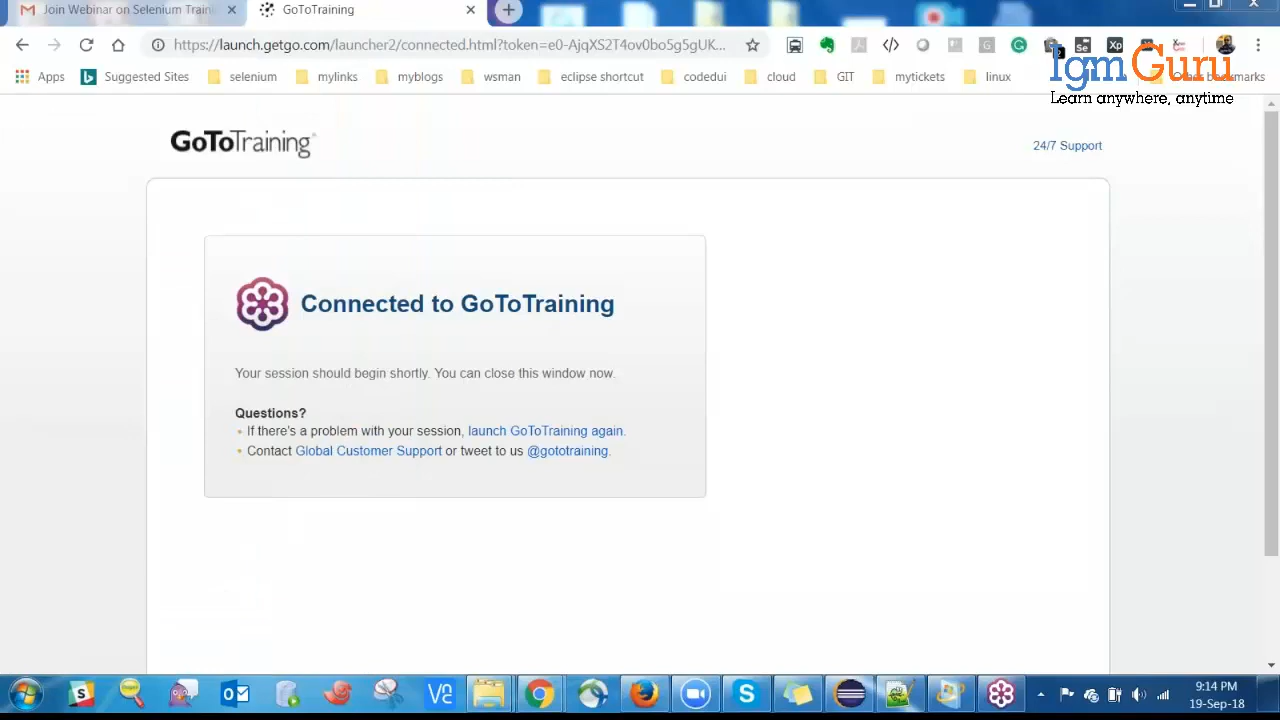 Join Webinar on Selenium Train
GoToTraining
https://launch.getgo.com/launcher2/connected.html?token=e0-AjqXS2T4ov0bo5g5gUK...
Apps
Suggested Sites
selenium
mylinks
myblogs
wsman
eclipse shortcut
codedui
cloud
GIT
mytickets
linux
Other bookmarks
IgmGuru
Learn anywhere, anytime
GoToTraining
24/7 Support
Connected to GoToTraining
Your session should begin shortly. You can close this window now.
Questions?
If there's a problem with your session, launch GoToTraining again.
Contact Global Customer Support or tweet to us @gototraining.
9:14 PM
19-Sep-18